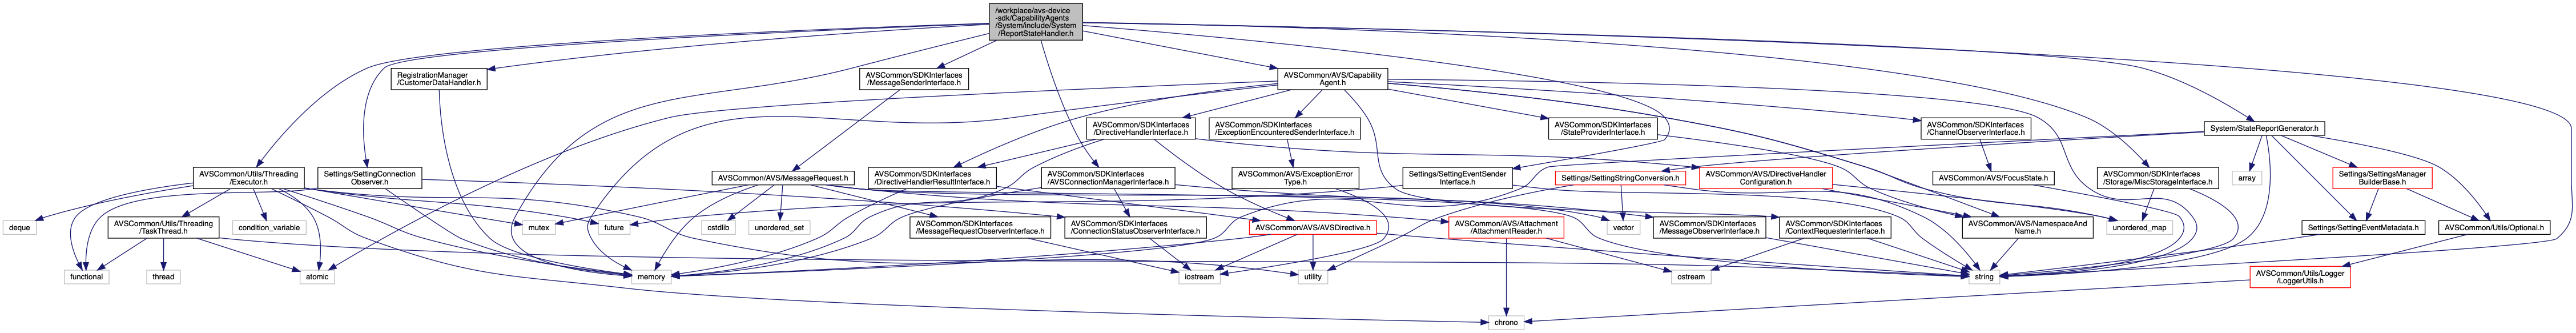 /workplace/avs-device
-sdk/CapabilityAgents
/System/include/System
/ReportStateHandler.h
RegistrationManager
/CustomerDataHandler.h
AVSCommon/SDKInterfaces
/MessageSenderInterface.h
AVSCommon/AVS/Capability
Agent.h
AVSCommon/SDKInterfaces
/DirectiveHandlerInterface.h
AVSCommon/SDKInterfaces
/ExceptionEncounteredSenderInterface.h
AVSCommon/SDKInterfaces
/StateProviderInterface.h
AVSCommon/SDKInterfaces
/ChannelObserverInterface.h
System/StateReportGenerator.h
AVSCommon/Utils/Threading
/Executor.h
Settings/SettingConnection
Observer.h
AVSCommon/AVS/MessageRequest.h
AVSCommon/SDKInterfaces
/DirectiveHandlerResultInterface.h
AVSCommon/SDKInterfaces
/AVSConnectionManagerInterface.h
AVSCommon/AVS/ExceptionError
Type.h
Settings/SettingEventSender
Interface.h
Settings/SettingStringConversion.h
AVSCommon/AVS/DirectiveHandler
Configuration.h
AVSCommon/AVS/FocusState.h
AVSCommon/SDKInterfaces
/Storage/MiscStorageInterface.h
array
Settings/SettingsManager
BuilderBase.h
deque
AVSCommon/Utils/Threading
/TaskThread.h
condition_variable
mutex
future
cstdlib
unordered_set
AVSCommon/SDKInterfaces
/MessageRequestObserverInterface.h
AVSCommon/SDKInterfaces
/ConnectionStatusObserverInterface.h
AVSCommon/AVS/AVSDirective.h
AVSCommon/AVS/Attachment
/AttachmentReader.h
vector
AVSCommon/SDKInterfaces
/MessageObserverInterface.h
AVSCommon/SDKInterfaces
/ContextRequesterInterface.h
AVSCommon/AVS/NamespaceAnd
Name.h
unordered_map
Settings/SettingEventMetadata.h
AVSCommon/Utils/Optional.h
functional
thread
atomic
memory
iostream
utility
ostream
string
AVSCommon/Utils/Logger
/LoggerUtils.h
chrono